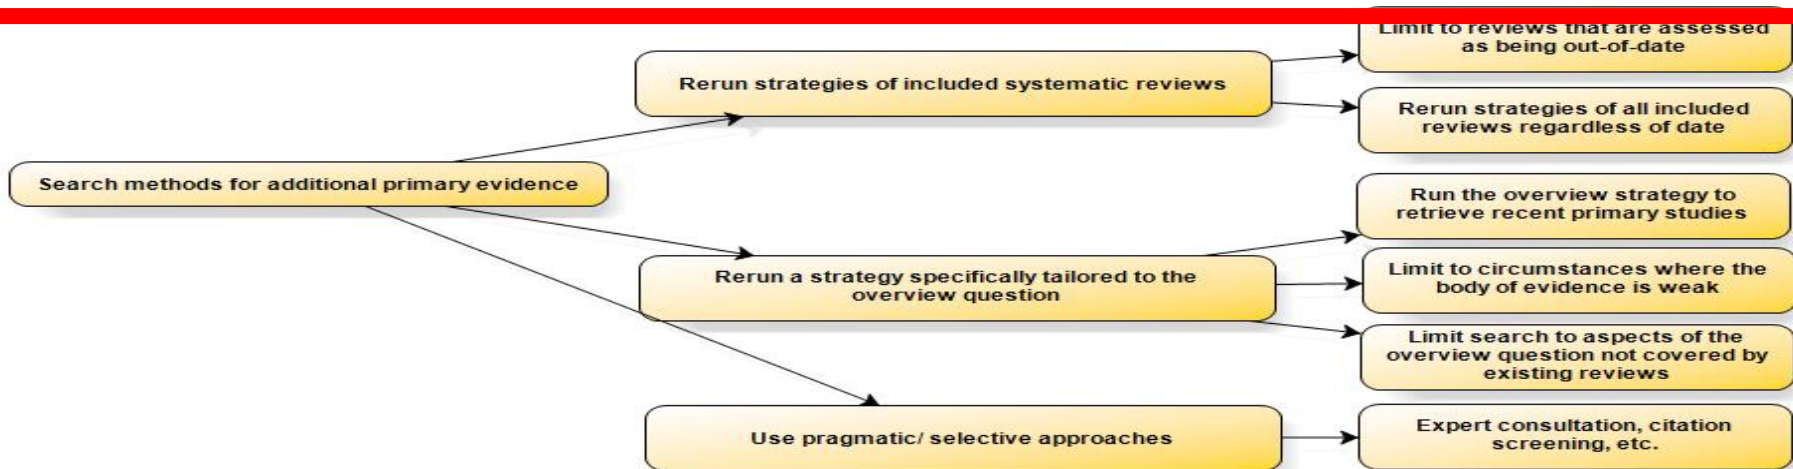 Search methods for additional primary evidence
Rerun strategies of included systematic reviews
Limit to reviews that are assessed
as being out-of-date
Rerun strategies of all included
reviews regardless of date
Rerun a strategy specifically tailored to the
overview question
Run the overview strategy to
retrieve recent primary studies
Limit to circumstances where the
body of evidence is weak
Limit search to aspects of the
overview question not covered by
existing reviews
Use pragmatic/ selective approaches
Expert consultation, citation
screening, etc.